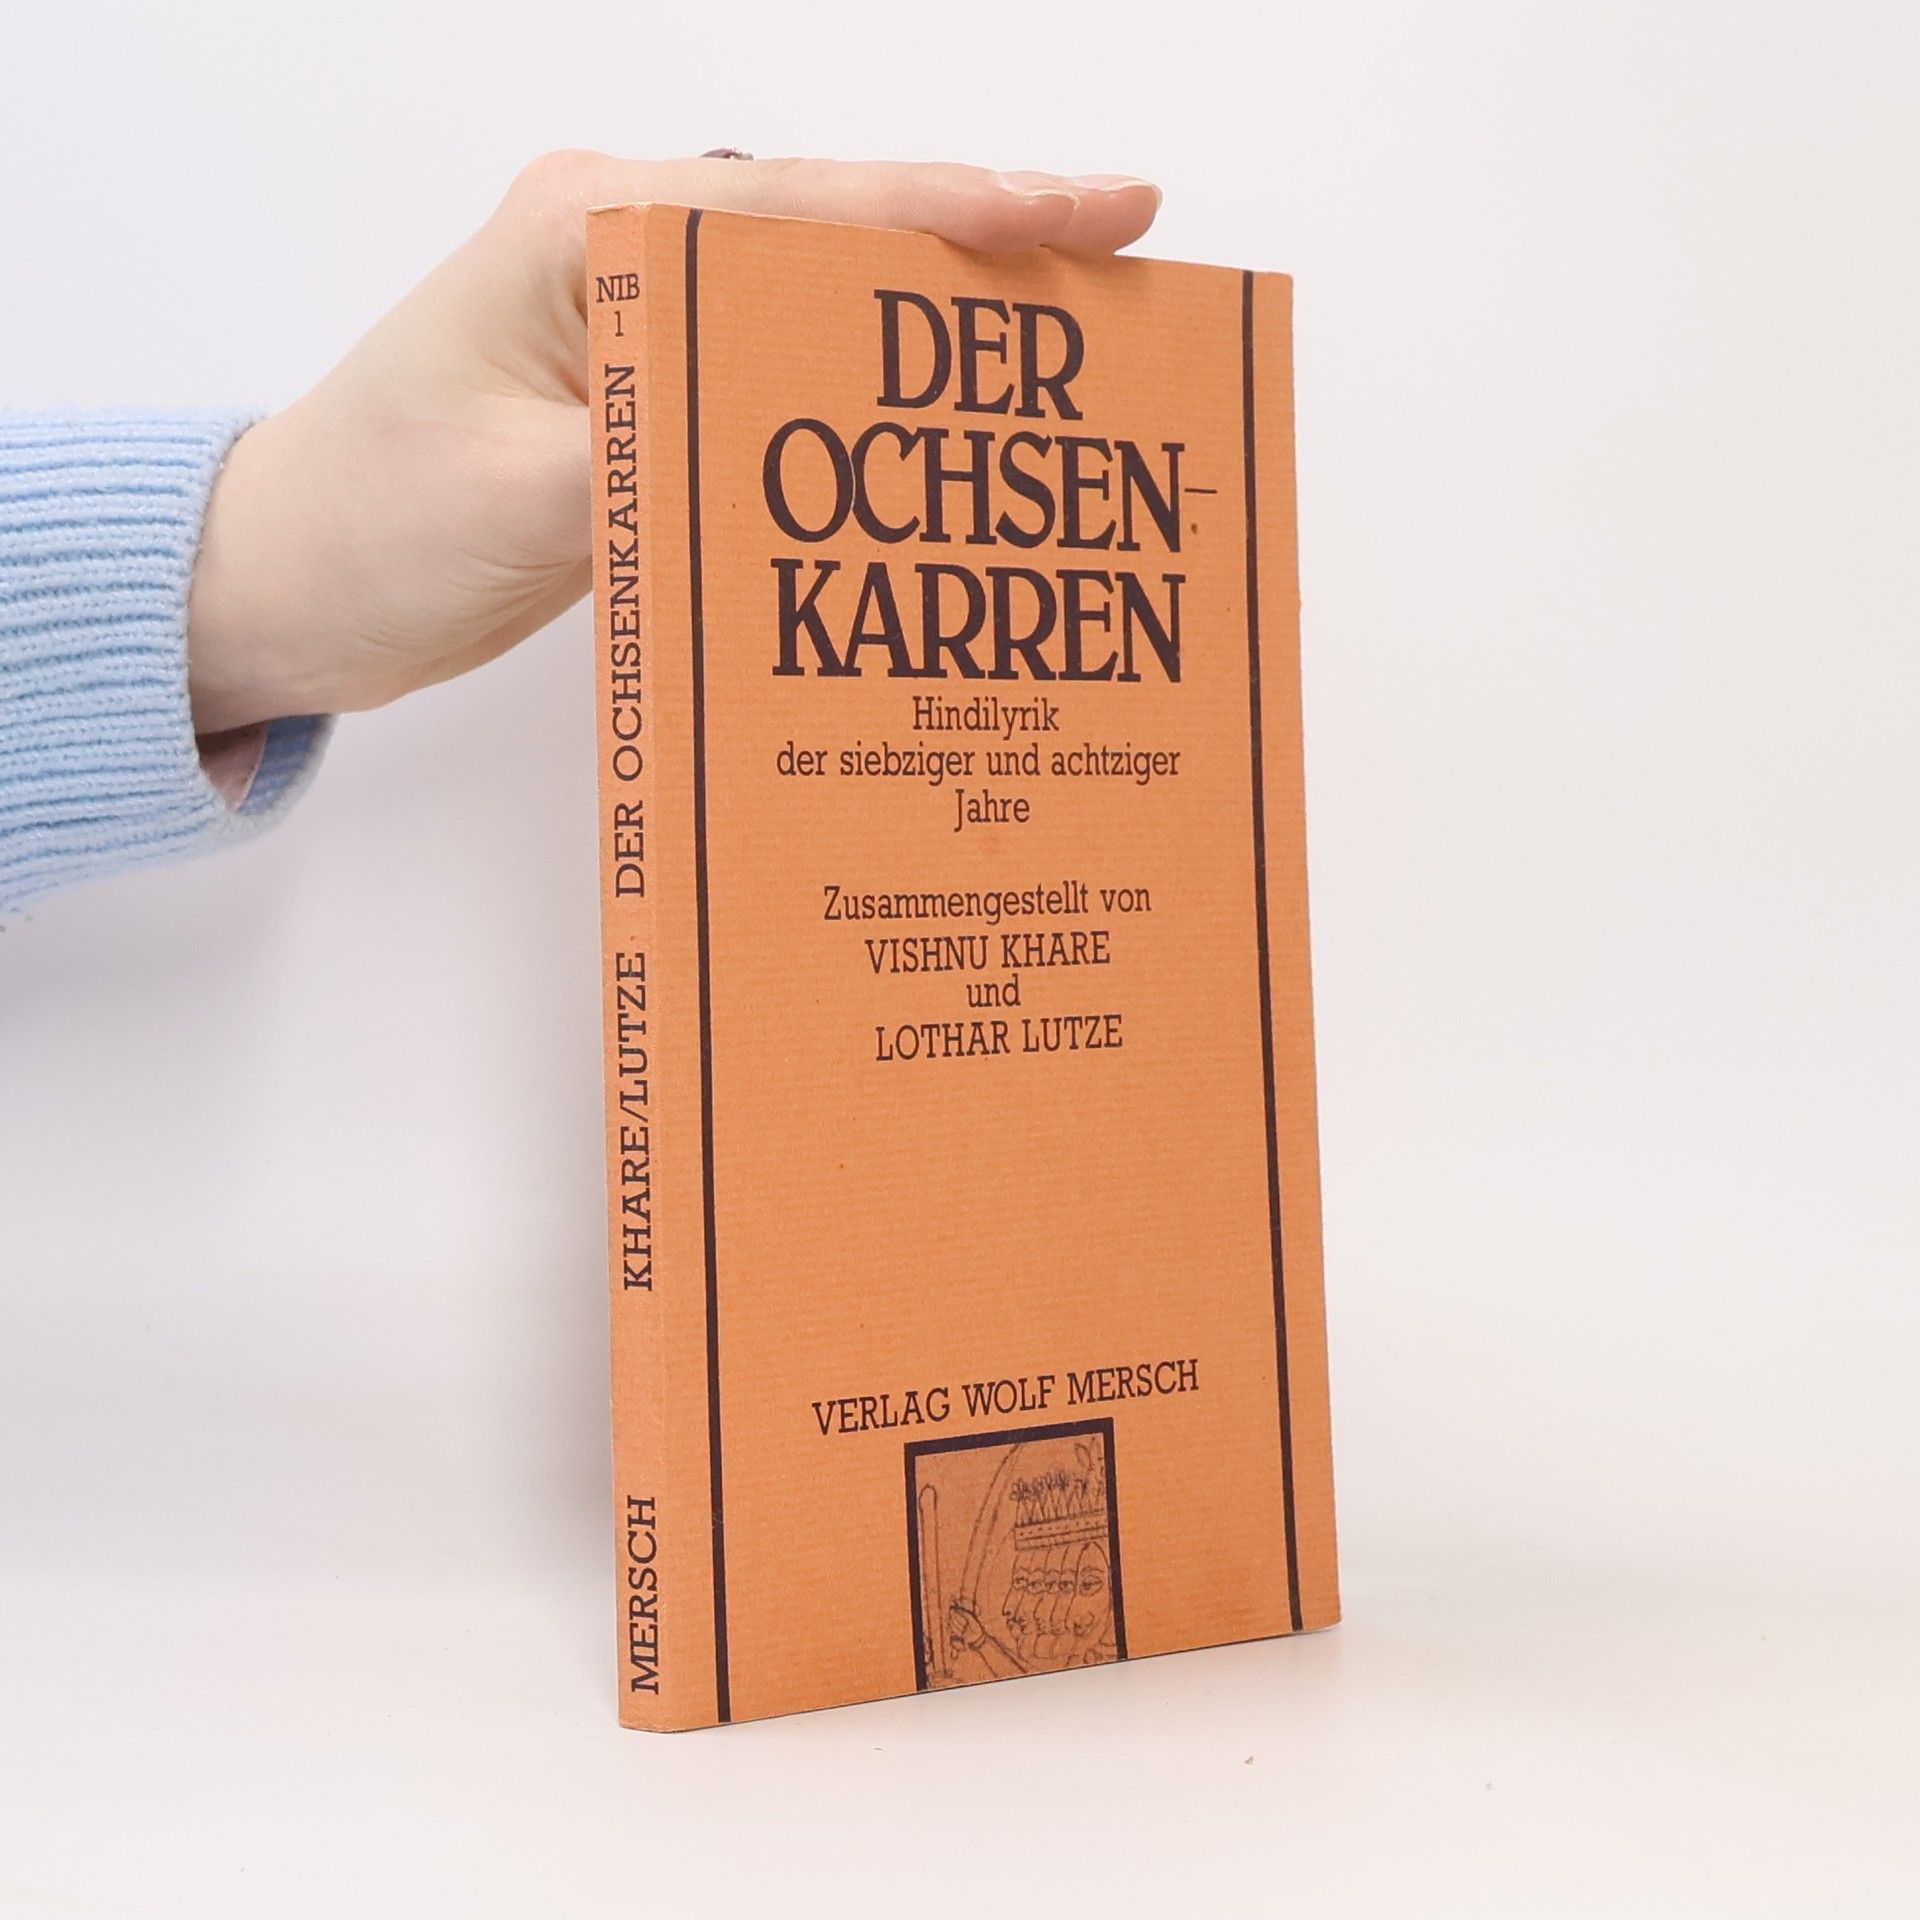 NIB
1
KHARE/LUTZE DER OCHSENKARREN
MERSCH
DER
OCHSEN-
KARREN
Hindilyrik
der siebziger und achtziger
Jahre
Zusammengestellt von
VISHNU KHARE
und
LOTHAR LUTZE
VERLAG WOLF MERSCH